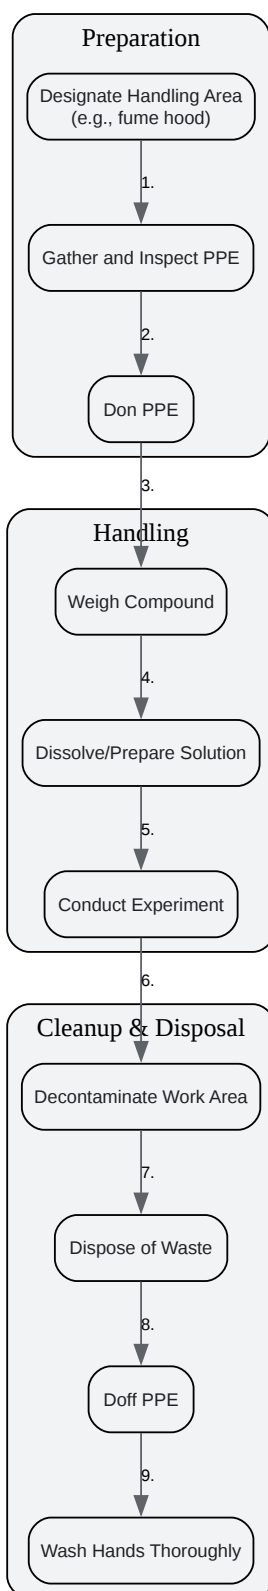 Preparation
Designate Handling Area
(e.g., fume hood)
1.
Gather and Inspect PPE
2.
Don PPE
3.
Handling
Weigh Compound
4.
Dissolve/Prepare Solution
5.
Conduct Experiment
6.
Cleanup & Disposal
Decontaminate Work Area
7.
Dispose of Waste
8.
Doff PPE
9.
Wash Hands Thoroughly